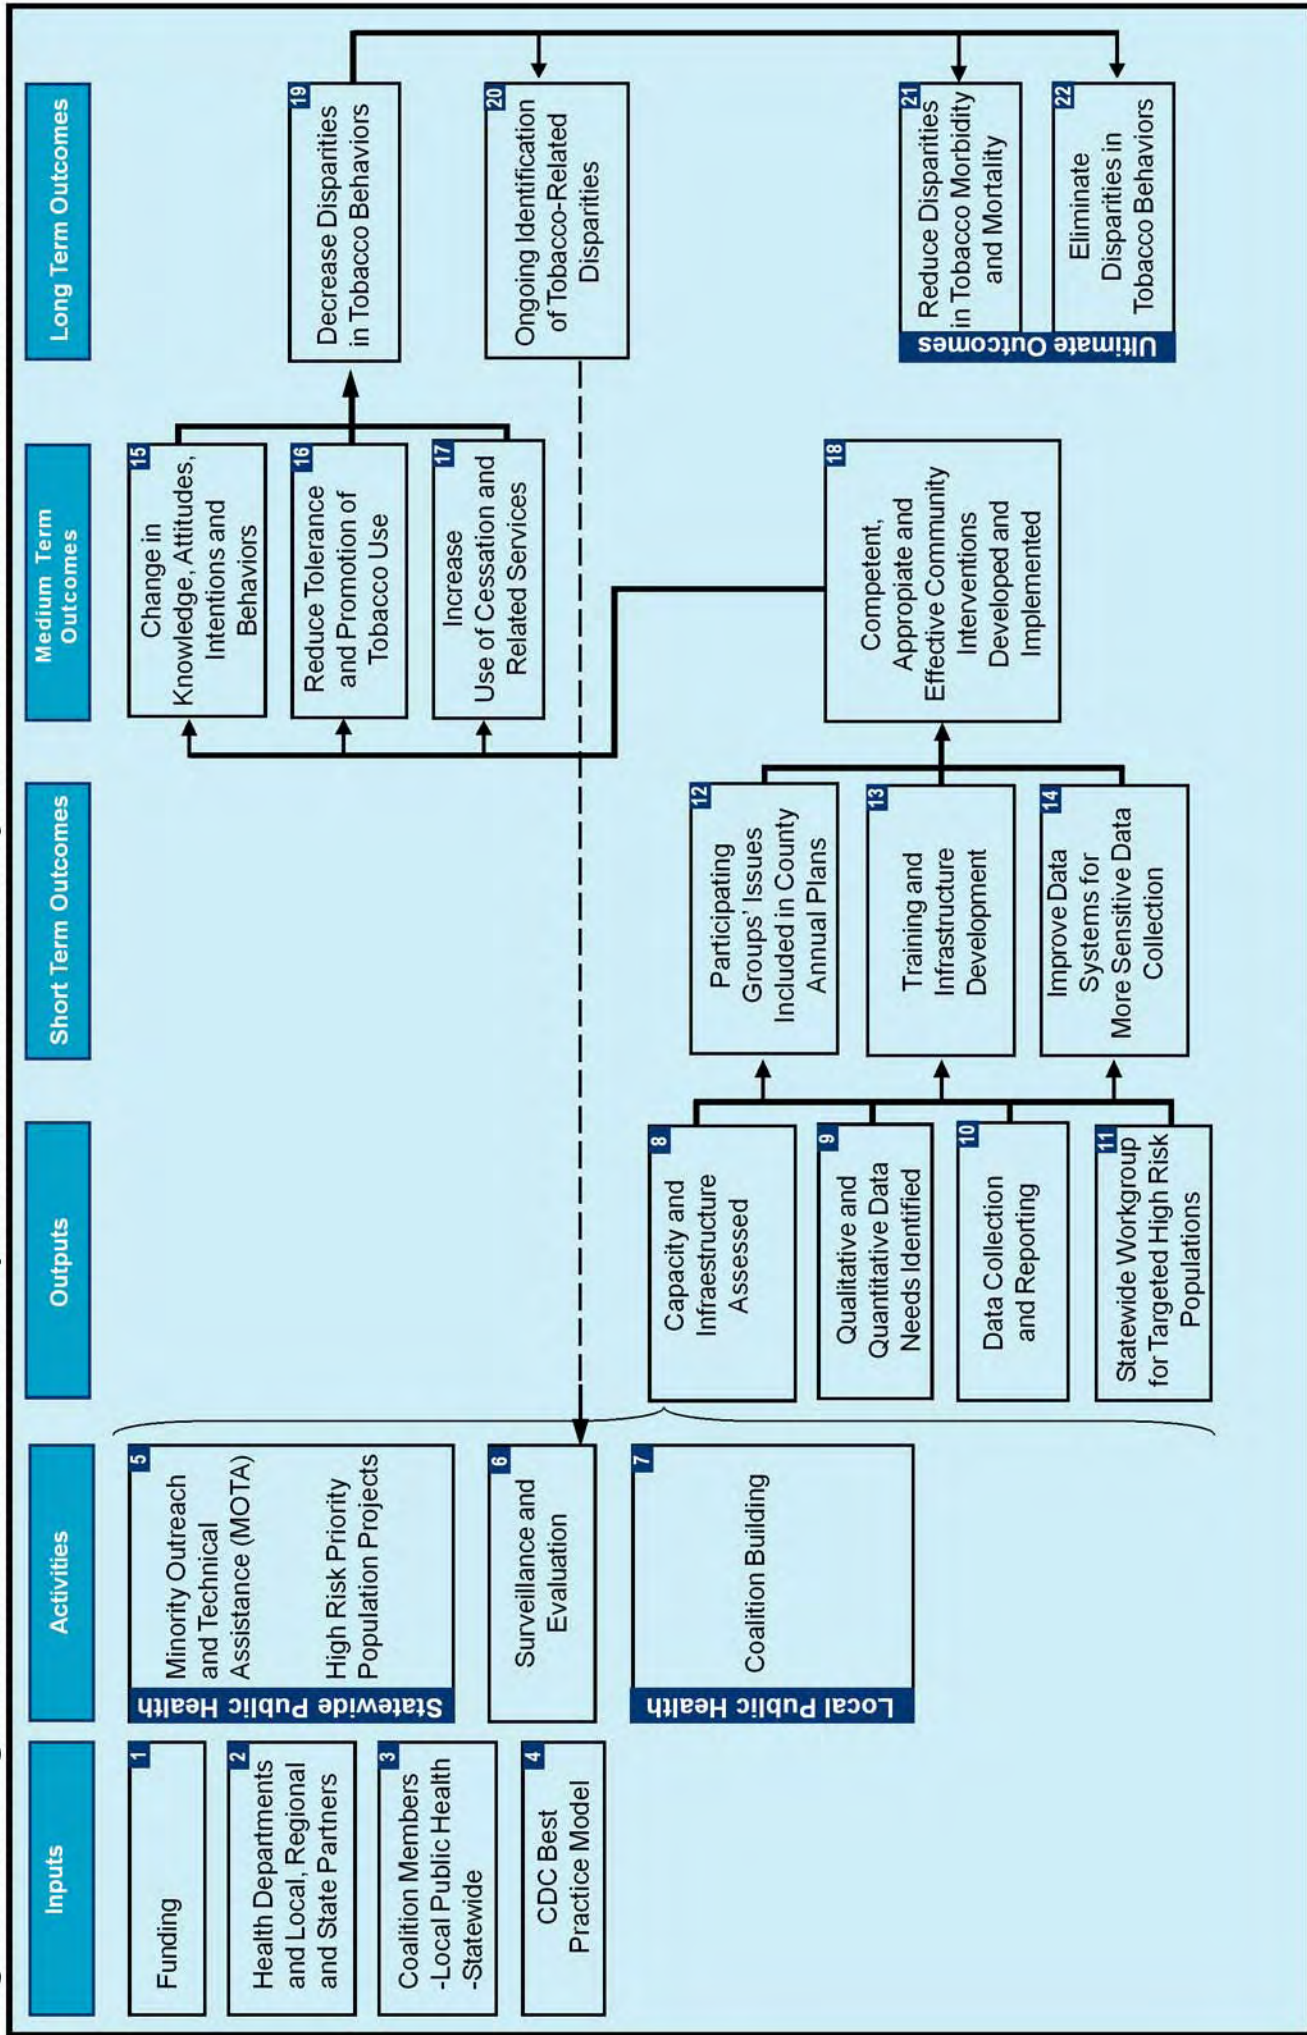 Inputs
Activities
Outputs
Short Term Outcomes
Medium Term
Outcomes
Long Term Outcomes
1
Funding
2
Health Departments
and Local, Regional
and State Partners
3
Coalition Members
-Local Public Health
-Statewide
4
CDC Best
Practice Model
Statewide Public Health
5
Minority Outreach
and Technical
Assistance (MOTA)
High Risk Priority
Population Projects
6
Surveillance and
Evaluation
Local Public Health
7
Coalition Building
8
Capacity and
Infraestructure
Assessed
9
Qualitative and
Quantitative Data
Needs Identified
10
Data Collection
and Reporting
11
Statewide Workgroup
for Targeted High Risk
Populations
12
Participating
Groups' Issues
Included in County
Annual Plans
13
Training and
Infrastructure
Development
14
Improve Data
Systems for
More Sensitive Data
Collection
15
Change in
Knowledge, Attitudes,
Intentions and
Behaviors
16
Reduce Tolerance
and Promotion of
Tobacco Use
17
Increase
Use of Cessation and
Related Services
18
Competent,
Appropiate and
Effective Community
Interventions
Developed and
Implemented
19
Decrease Disparities
in Tobacco Behaviors
20
Ongoing Identification
of Tobacco-Related
Disparities
Ultimate Outcomes
21
Reduce Disparities
in Tobacco Morbidity
and Mortality
22
Eliminate
Disparities in
Tobacco Behaviors